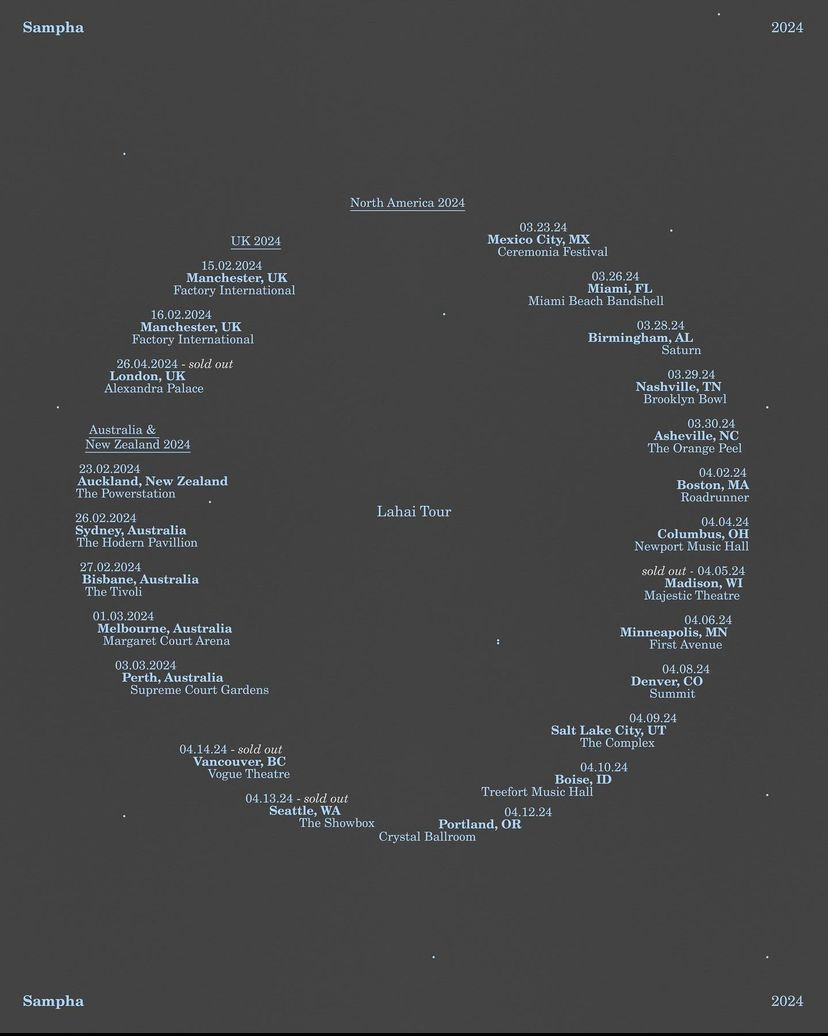 Sampha
2024
North America 2024
03.23.24
Mexico City, MX
Ceremonia Festival
03.26.24
Miami, FL
Miami Beach Bandshell
03.28.24
Birmingham, AL
Saturn
03.29.24
Nashville, TN
Brooklyn Bowl
03.30.24
Asheville, NC
The Orange Peel
04.02.24
Boston, MA
Roadrunner
04.04.24
Columbus, OH
Newport Music Hall
sold out - 04.05.24
Madison, WI
Majestic Theatre
04.06.24
Minneapolis, MN
First Avenue
04.08.24
Denver, CO
Summit
04.09.24
Salt Lake City, UT
The Complex
04.10.24
Boise, ID
Treefort Music Hall
04.12.24
Portland, OR
Crystal Ballroom
04.13.24 - sold out
Seattle, WA
The Showbox
04.14.24 - sold out
Vancouver, BC
Vogue Theatre
UK 2024
15.02.2024
Manchester, UK
Factory International
16.02.2024
Manchester, UK
Factory International
26.04.2024 - sold out
London, UK
Alexandra Palace
Australia &
New Zealand 2024
23.02.2024
Auckland, New Zealand
The Powerstation
26.02.2024
Sydney, Australia
The Hodern Pavillion
27.02.2024
Bisbane, Australia
The Tivoli
01.03.2024
Melbourne, Australia
Margaret Court Arena
03.03.2024
Perth, Australia
Supreme Court Gardens
Lahai Tour
Sampha
2024